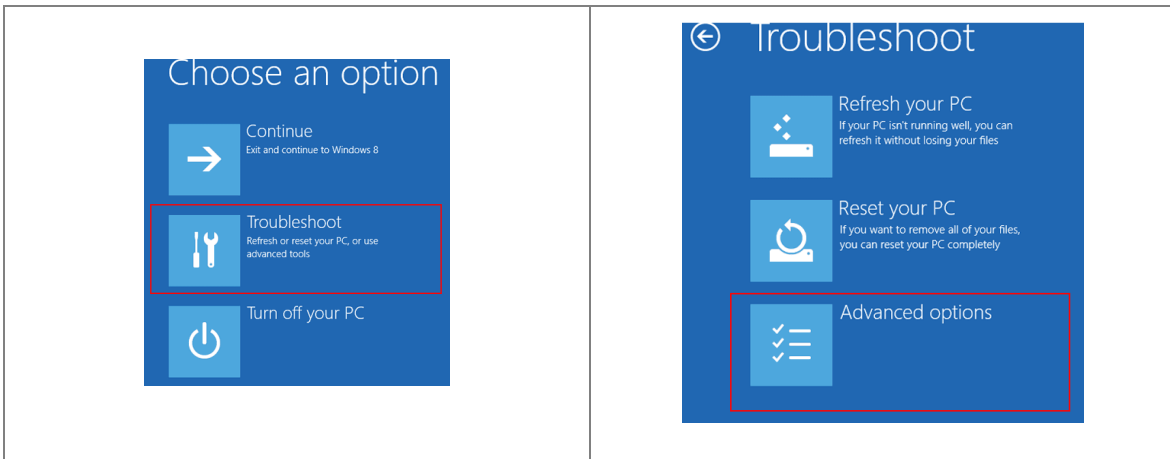 Choose an option
Continue
Exit and continue to Windows 8
Troubleshoot
Refresh or reset your PC, or use
advanced tools
Turn off your PC
Troubleshoot
Refresh your PC
If your PC isn't running well, you can
refresh it without losing your files
Reset your PC
If you want to remove all of your files,
you can reset your PC completely
Advanced options